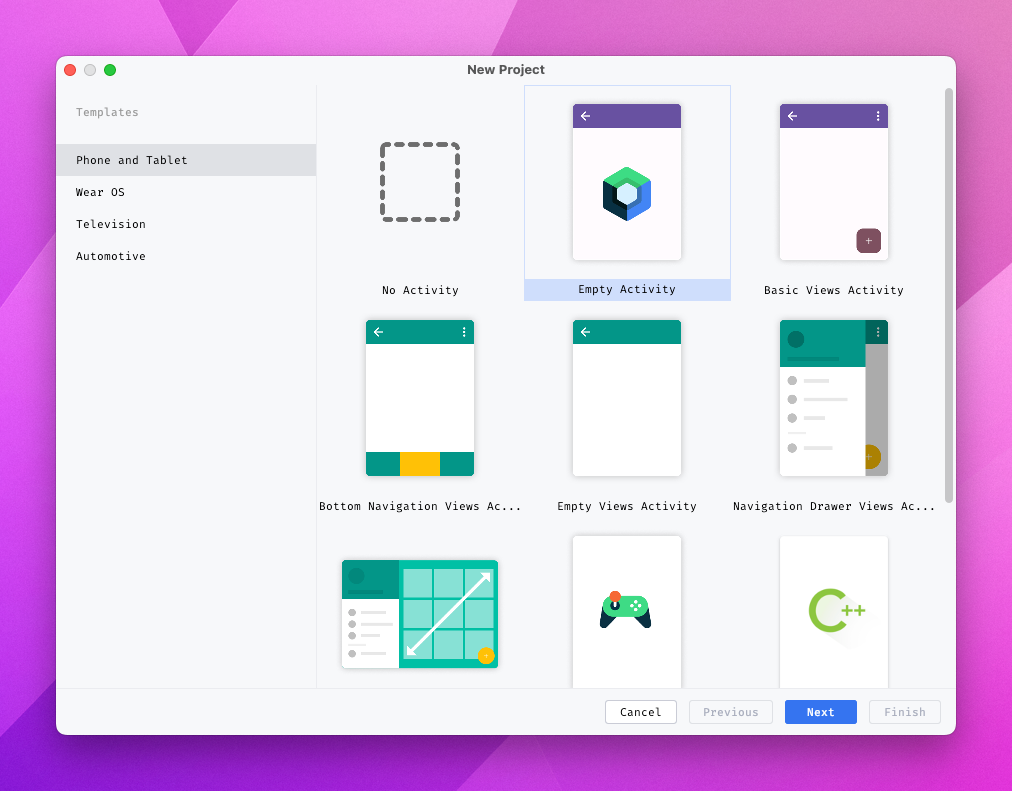 New Project
Templates
Phone and Tablet
Wear OS
Television
Automotive
No Activity
Empty Activity
Basic Views Activity
Bottom Navigation Views Ac...
Empty Views Activity
Navigation Drawer Views Ac...
C++
Cancel
Previous
Next
Finish